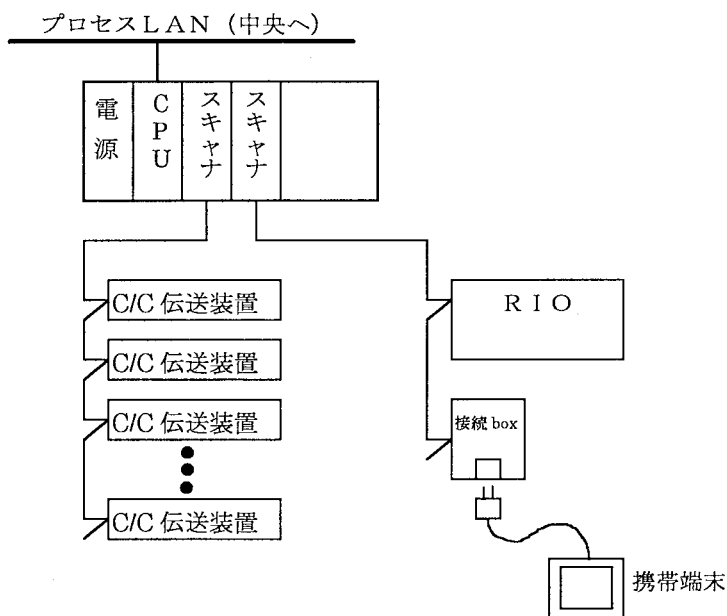 プロセスＬＡＮ（中央へ）
電源
ＣＰＵ
スキャナ
スキャナ
C/C 伝送装置
C/C 伝送装置
C/C 伝送装置
C/C 伝送装置
ＲＩＯ
接続 box
携帯端末